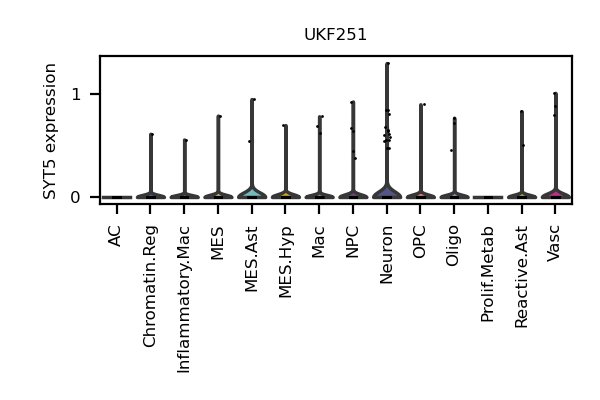 UKF251
SYT5 expression
1
0
AC
Chromatin.Reg
Inflammatory.Mac
MES
MES.Ast
MES.Hyp
Mac
NPC
Neuron
OPC
Oligo
Prolif.Metab
Reactive.Ast
Vasc